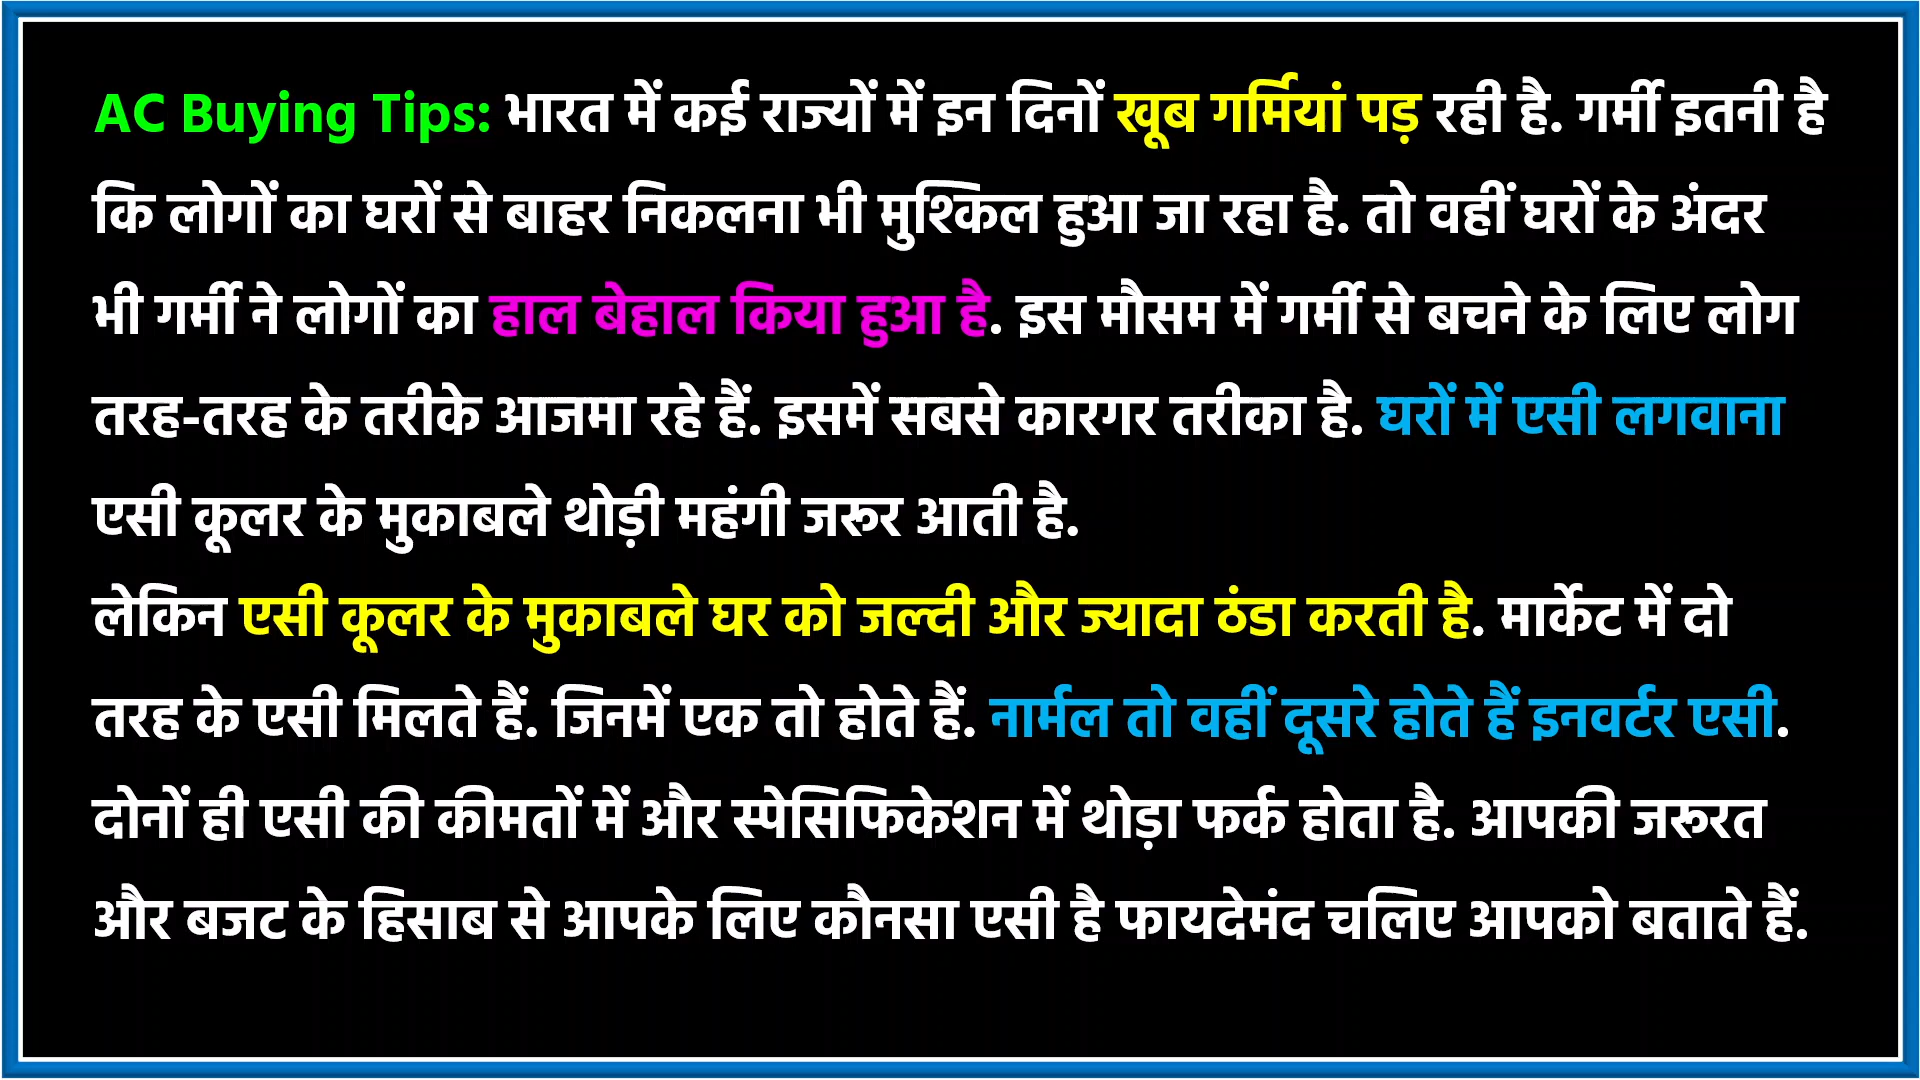 AC Buying Tips: भारत में कई राज्यों में इन दिनों खूब गर्मियां पड़ रही है. गर्मी इतनी है
कि लोगों का घरों से बाहर निकलना भी मुश्किल हुआ जा रहा है. तो वहीं घरों के अंदर
भी गर्मी ने लोगों का हाल बेहाल किया हुआ है. इस मौसम में गर्मी से बचने के लिए लोग
तरह-तरह के तरीके आजमा रहे हैं. इसमें सबसे कारगर तरीका है. घरों में एसी लगवाना
एसी कूलर के मुकाबले थोड़ी महंगी जरूर आती है.
लेकिन एसी कूलर के मुकाबले घर को जल्दी और ज्यादा ठंडा करती है. मार्केट में दो
तरह के एसी मिलते हैं. जिनमें एक तो होते हैं. नार्मल तो वहीं दूसरे होते हैं इनवर्टर एसी.
दोनों ही एसी की कीमतों में और स्पेसिफिकेशन में थोड़ा फर्क होता है. आपकी जरूरत
और बजट के हिसाब से आपके लिए कौनसा एसी है फायदेमंद चलिए आपको बताते हैं.